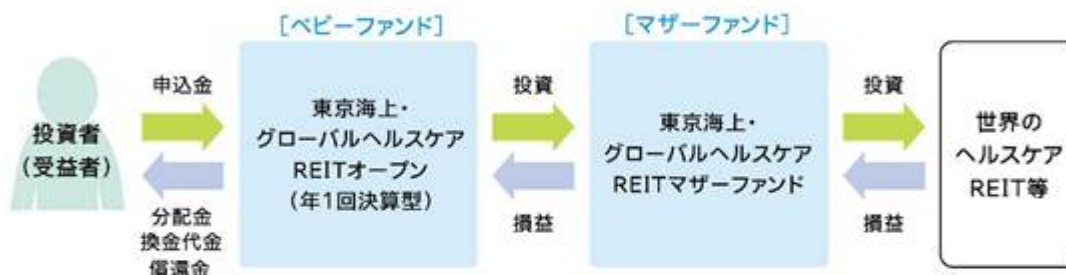 [ベビーファンド]
[マザーファンド]
投資者
(受益者)
申込金
分配金
換金代金
償還金
東京海上・
グローバルヘルスケア
REITオープン
(年1回決算型)
投資
損益
東京海上・
グローバルヘルスケア
REITマザーファンド
投資
損益
世界の
ヘルスケア
REIT等